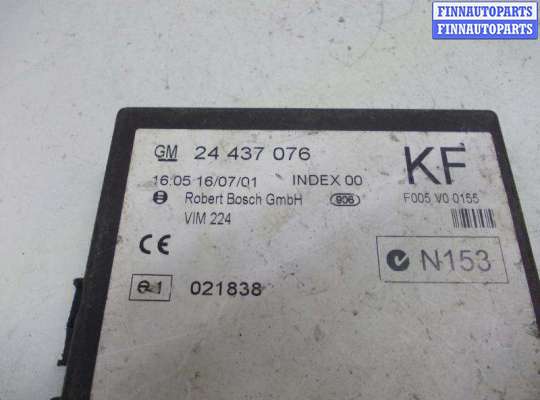 FINNAUTOPARTS
FINNAUTOPARTS
GM 24 437 076
KF
16:05 16/07/01 INDEX 00
F005 V0 0155
Robert Bosch GmbH 906
VIM 224
CE
N153
e1 021838